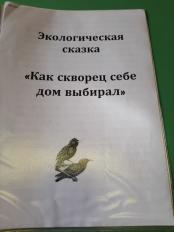 Экологическая
сказка
«Как скворец себе
дом выбирал»